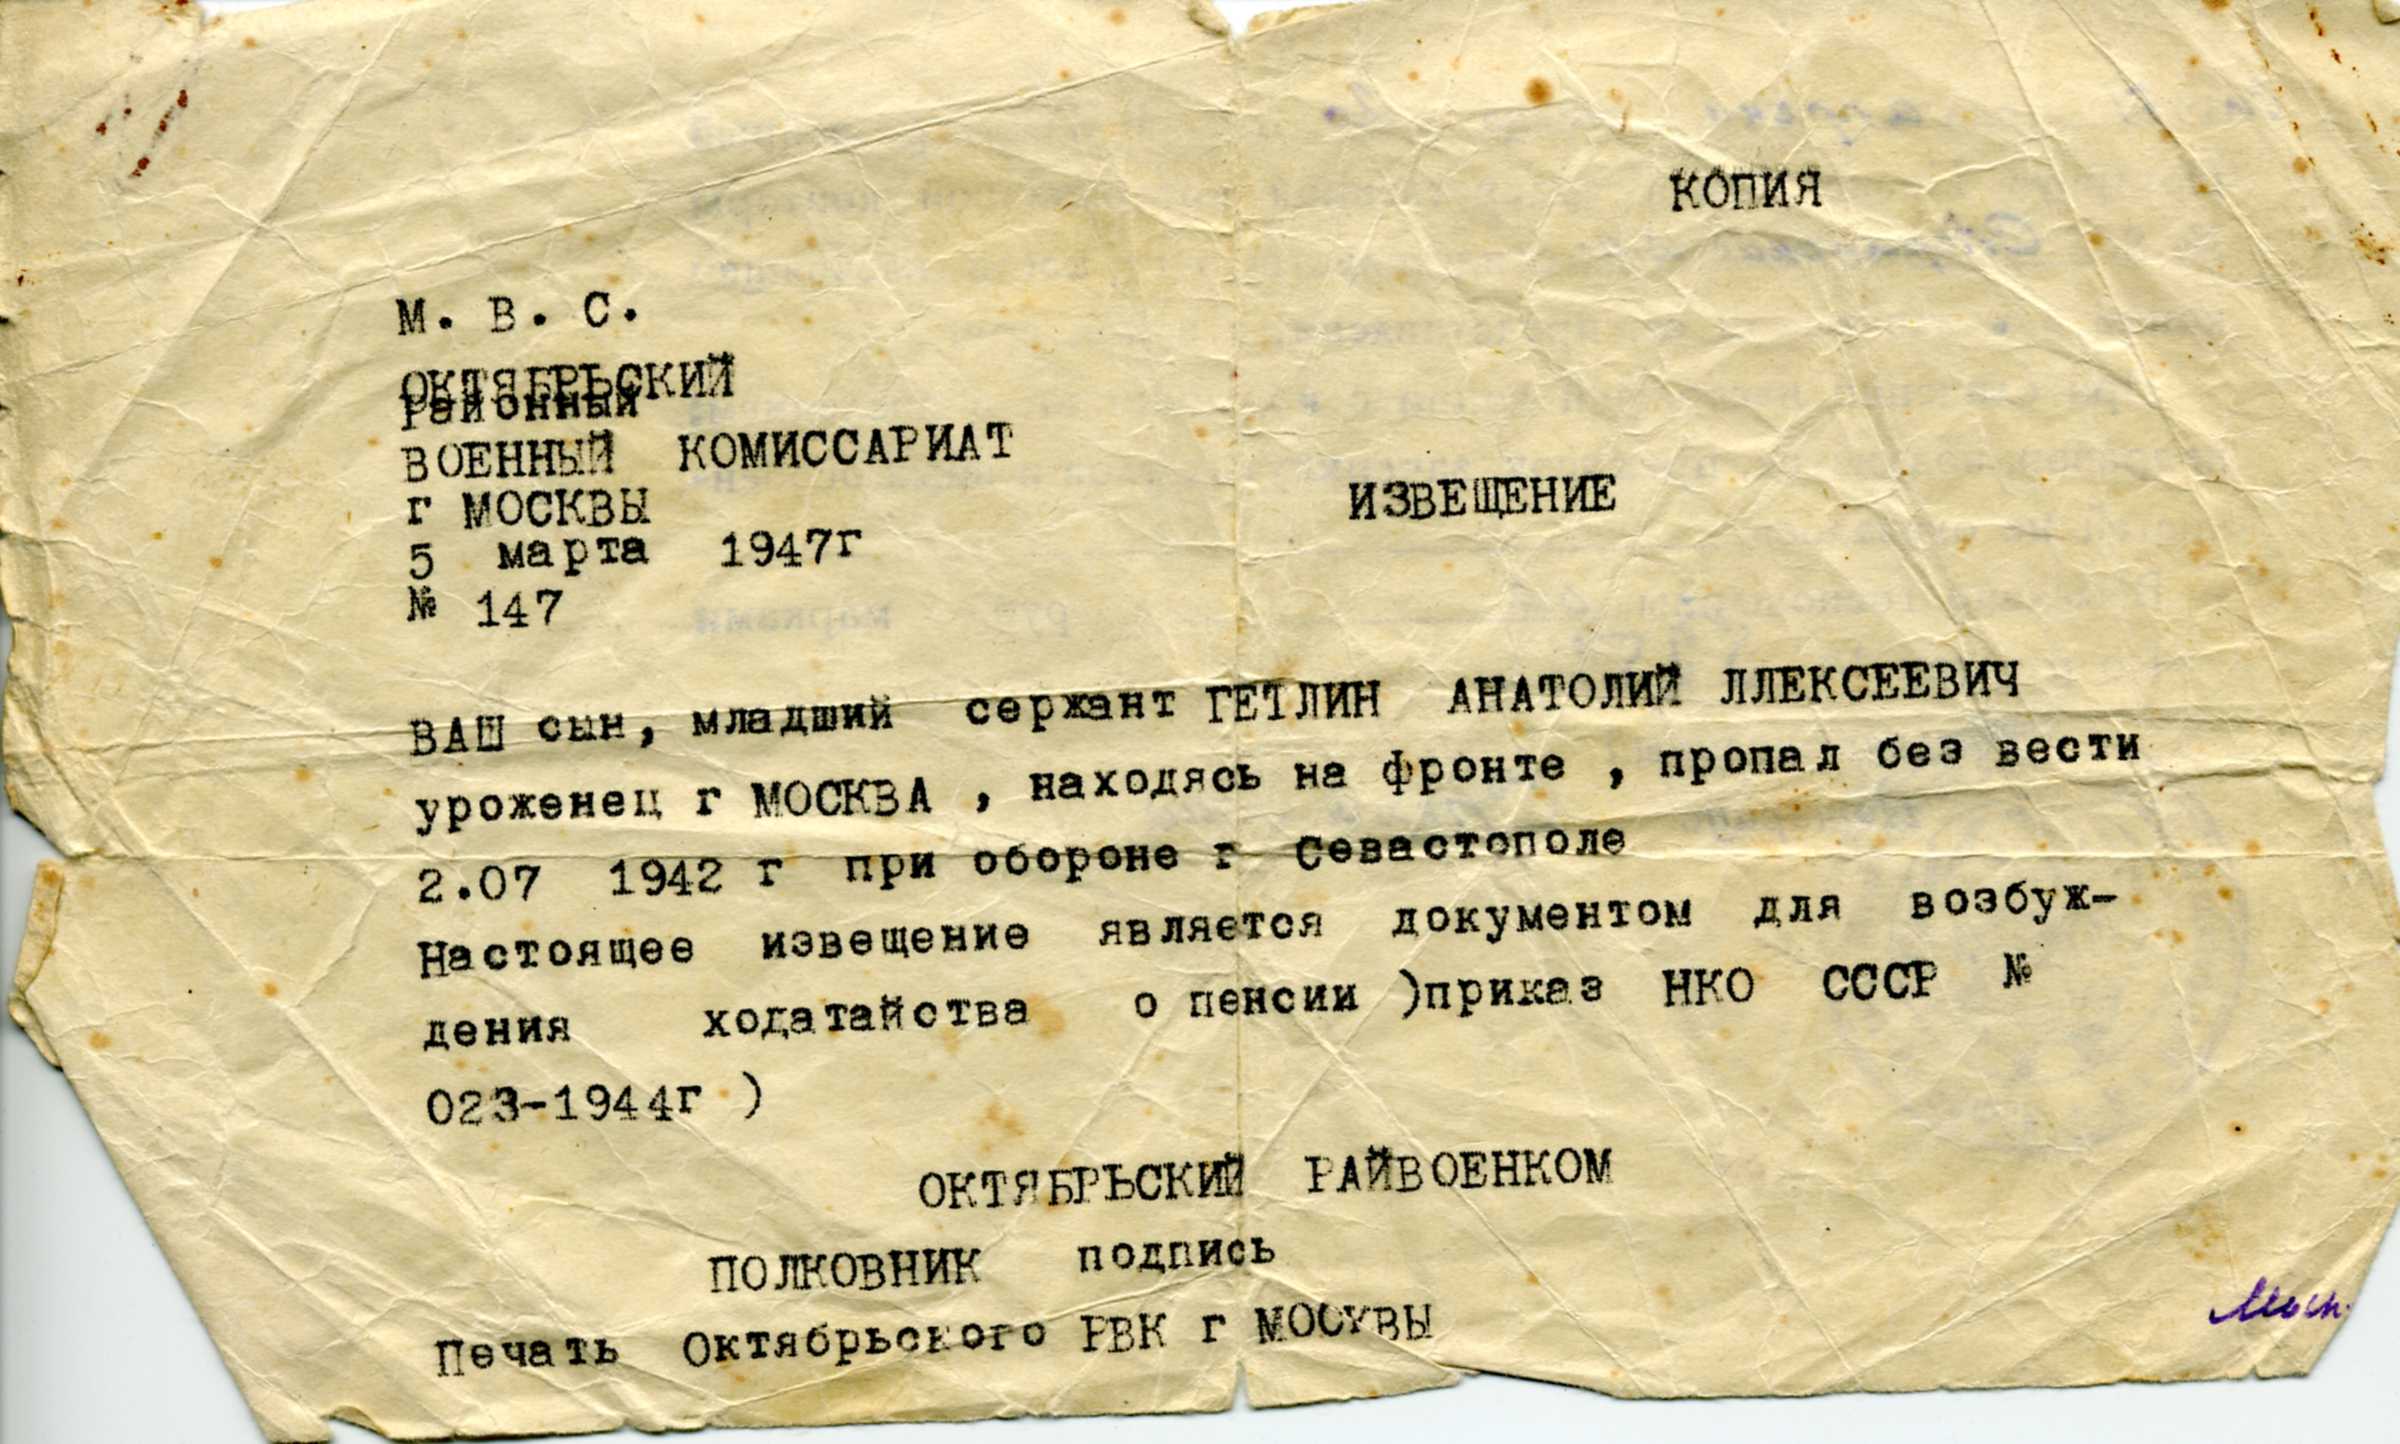 КОПИЯ
М. В. С.
ОКТЯБРЬСКИЙ
Районный
ВОЕННЫЙ КОМИССАРИАТ
г МОСКВЫ
5 марта 1947г
№ 147
ИЗВЕЩЕНИЕ
ВАШ сын, младший сержант ГЕТЛИН АНАТОЛИЙ ЛЛЕКСЕЕВИЧ
уроженец г МОСКВА , находясь на фронте , пропал без вести
2.07 1942 г при обороне г Севастополе
Настоящее извещение является документом для возбуж-
дения ходатайства о пенсии )приказ НКО СССР №
023-1944г )
ОКТЯБРЬСКИЙ РАЙВОЕНКОМ
ПОЛКОВНИК подпись
Печать Октябрьского РВК г МОСКВЫ